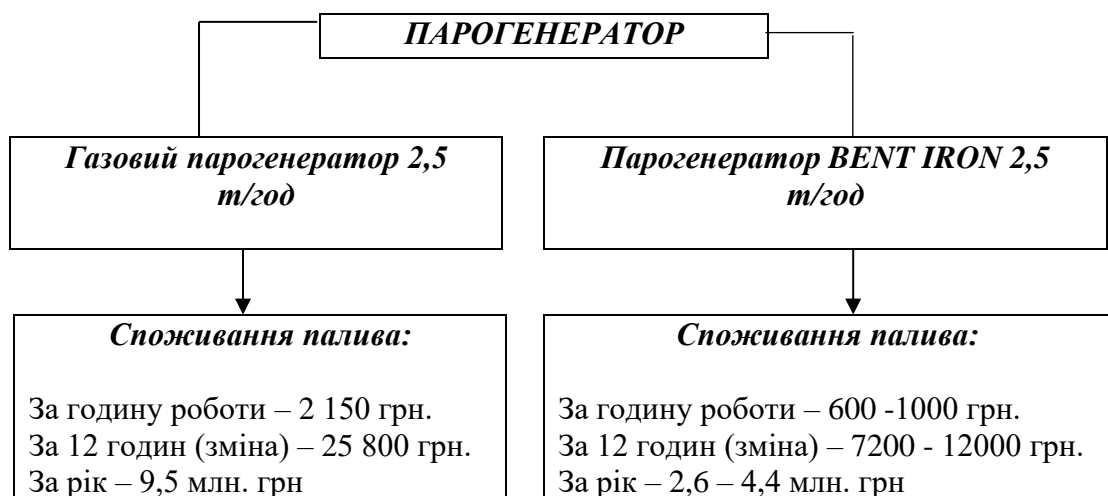 ПАРОГЕНЕРАТОР
Газовий парогенератор 2,5
т/год
Парогенератор BENT IRON 2,5
т/год
Споживання палива:
За годину роботи – 2 150 грн.
За 12 годин (зміна) – 25 800 грн.
За рік – 9,5 млн. грн
Споживання палива:
За годину роботи – 600 -1000 грн.
За 12 годин (зміна) – 7200 - 12000 грн.
За рік – 2,6 – 4,4 млн. грн